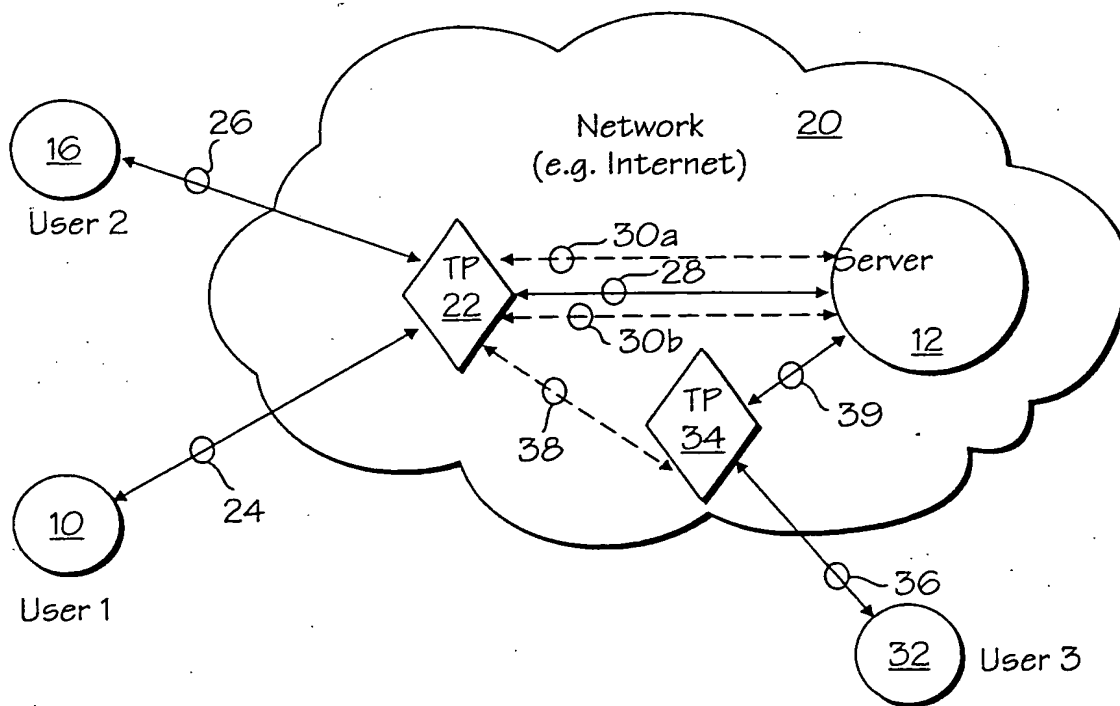 Network
20
(e.g. Internet)
16
26
User 2
30a
TP
22
28
Server
30b
12
TP
34
38
39
24
10
User 1
36
32
User 3